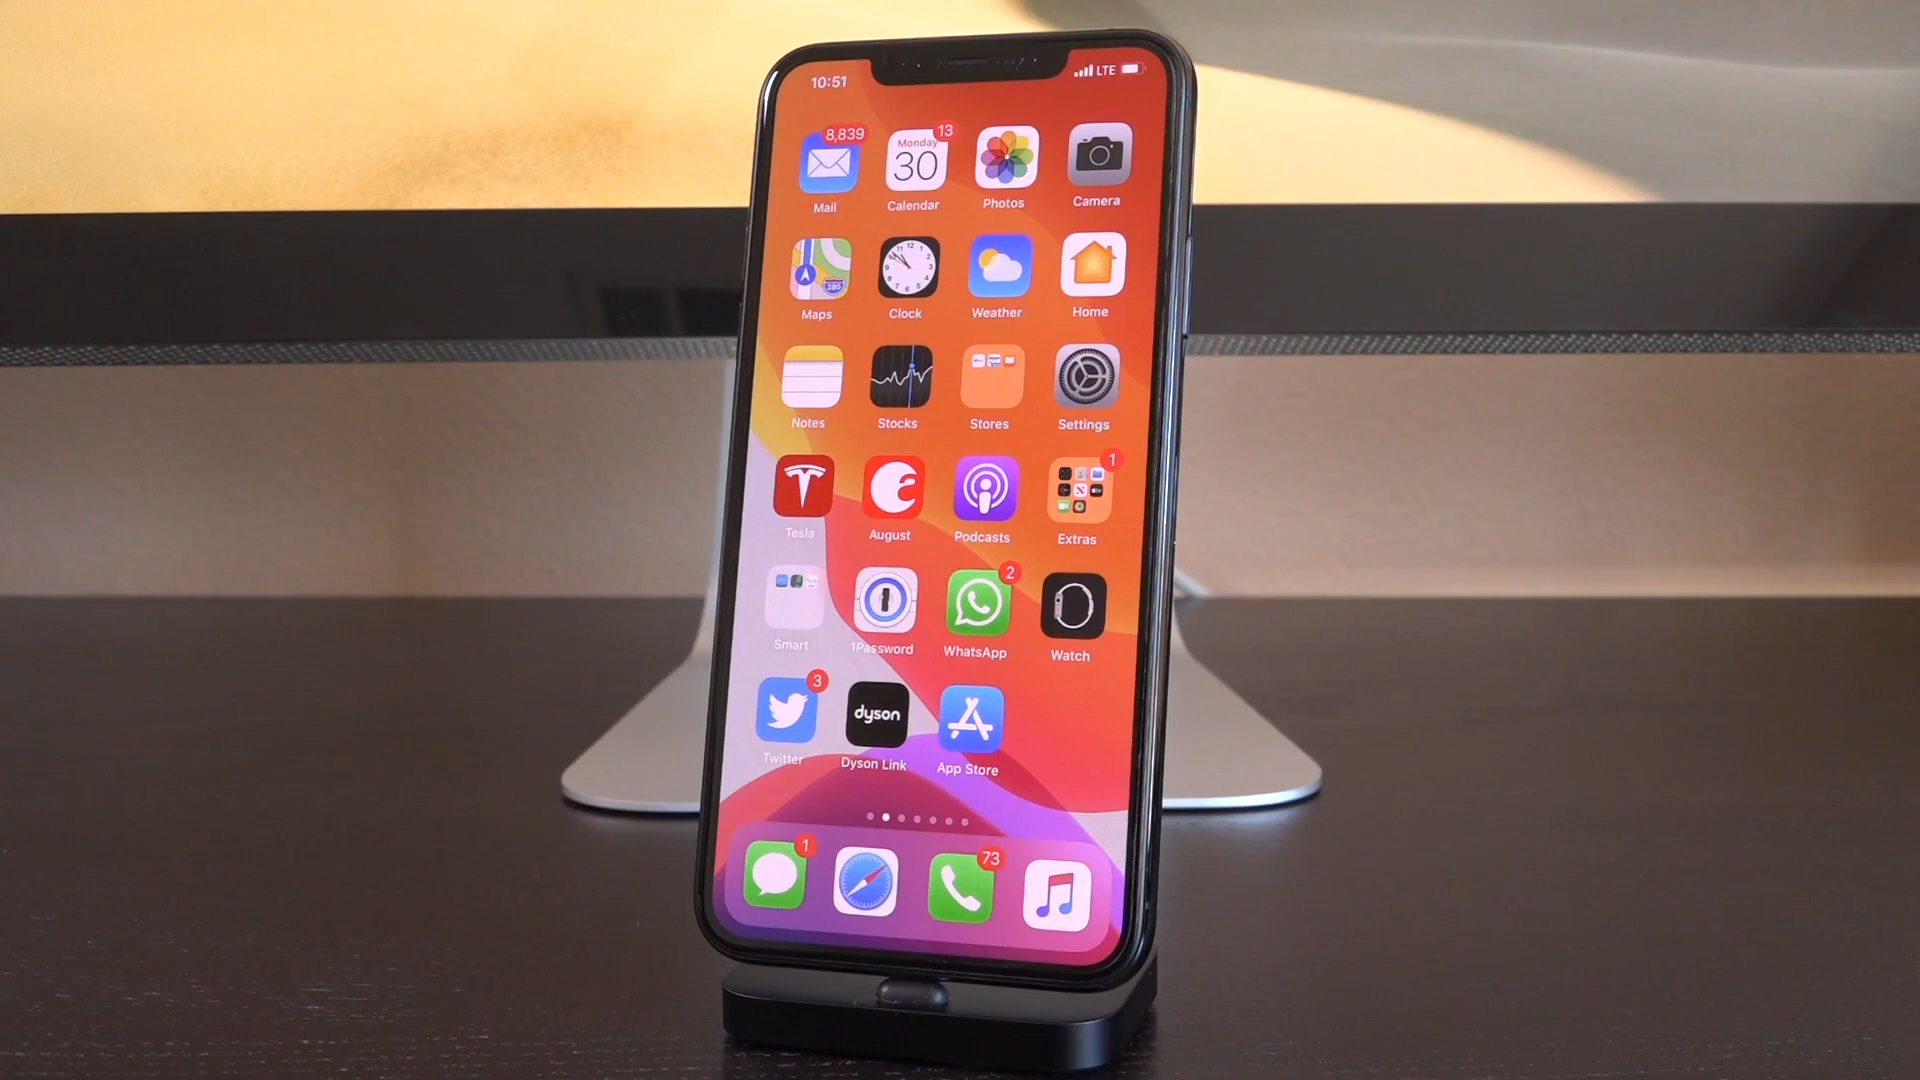 10:51 LTE
8,839 13
Monday
30
Mail Calendar Photos Camera
280
Maps Clock Weather Home
Notes Stocks Stores Settings
1
Tesla August Podcasts Extras
2
Smart 1Password WhatsApp Watch
3
dyson
Twitter Dyson Link App Store
1 73